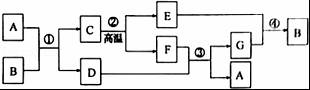 A ① C ② 高温 E ④ B
B D F ③ G A